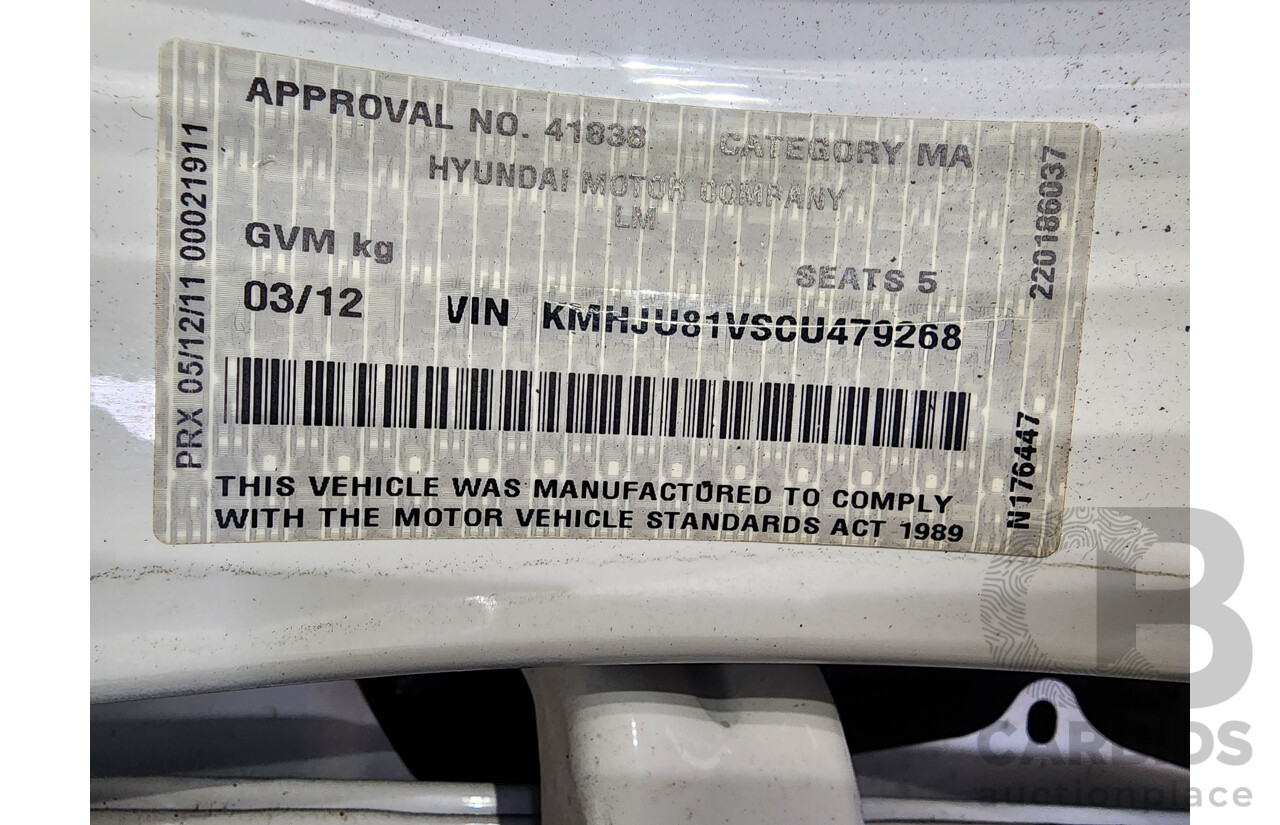 APPROVAL NO. 41838 CATEGORY MA
HYUNDAI MOTOR COMPANY
LM
GVM kg SEATS 5
03/12 VIN KMHJU81VSCU479268
THIS VEHICLE WAS MANUFACTURED TO COMPLY
WITH THE MOTOR VEHICLE STANDARDS ACT 1989
PRX 05/12/11 00021911
220186037
N176447
CARBIDS
auctionplace